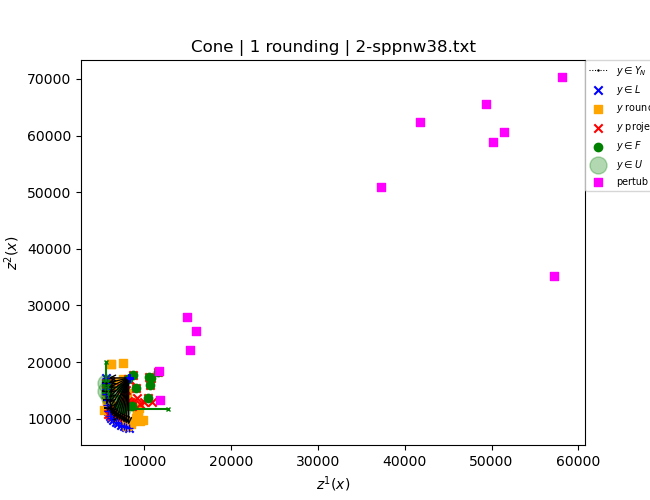 Cone | 1 rounding | 2-sppnw38.txt
70000
60000
50000
40000
30000
20000
10000
z²(x)
10000 20000 30000 40000 50000 60000
z¹(x)
y ∈ Y_N
y ∈ L
y round
y proje
y ∈ F
y ∈ U
pertub